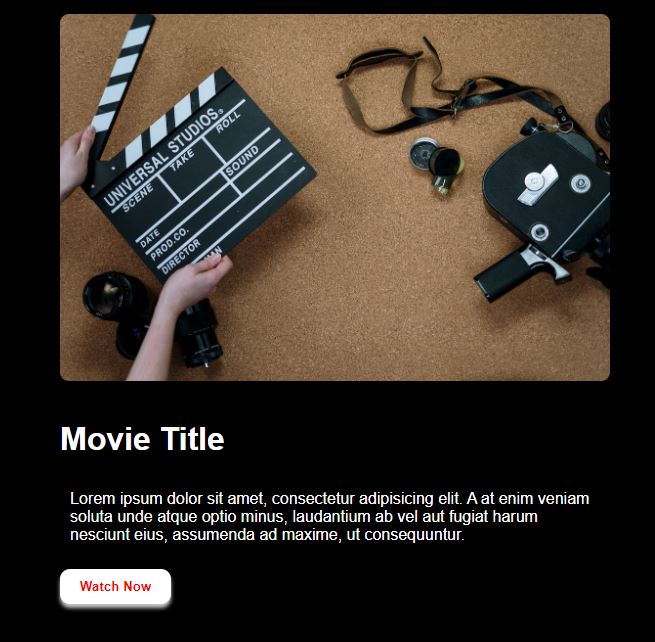 UNIVERSAL STUDIOS®
SCENE TAKE ROLL
SOUND
DATE
PROD.CO.
DIRECTOR
Movie Title
Lorem ipsum dolor sit amet, consectetur adipisicing elit. A at enim veniam
soluta unde atque optio minus, laudantium ab vel aut fugiat harum
nesciunt eius, assumenda ad maxime, ut consequuntur.
Watch Now